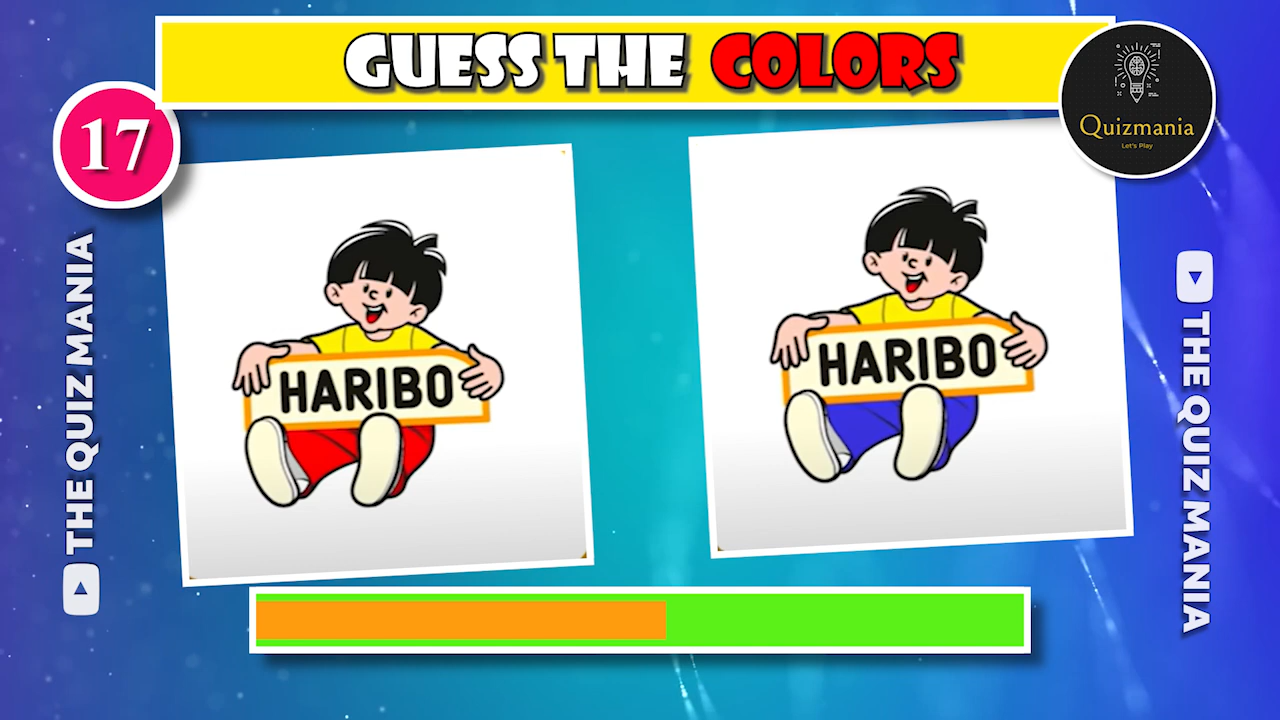 GUESS THE COLORS
17
Quizmania
Let's Play
HARIBO
HARIBO
THE QUIZ MANIA
THE QUIZ MANIA